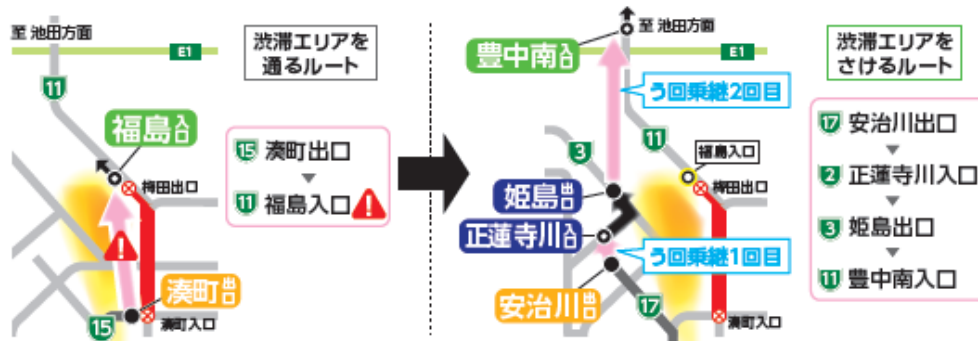 至 池田方面
E1
渋滞エリアを
通るルート
11
福島入口
15 湊町出口
11 福島入口
梅田出口
湊町出口
15
湊町入口
至 池田方面
E1
豊中南入口
う回乗継2回目
11
3
福島入口
姫島出口
梅田出口
正蓮寺川入口
う回乗継1回目
安治川出口
17
湊町入口
渋滞エリアを
さけるルート
17 安治川出口
2 正蓮寺川入口
3 姫島出口
11 豊中南入口